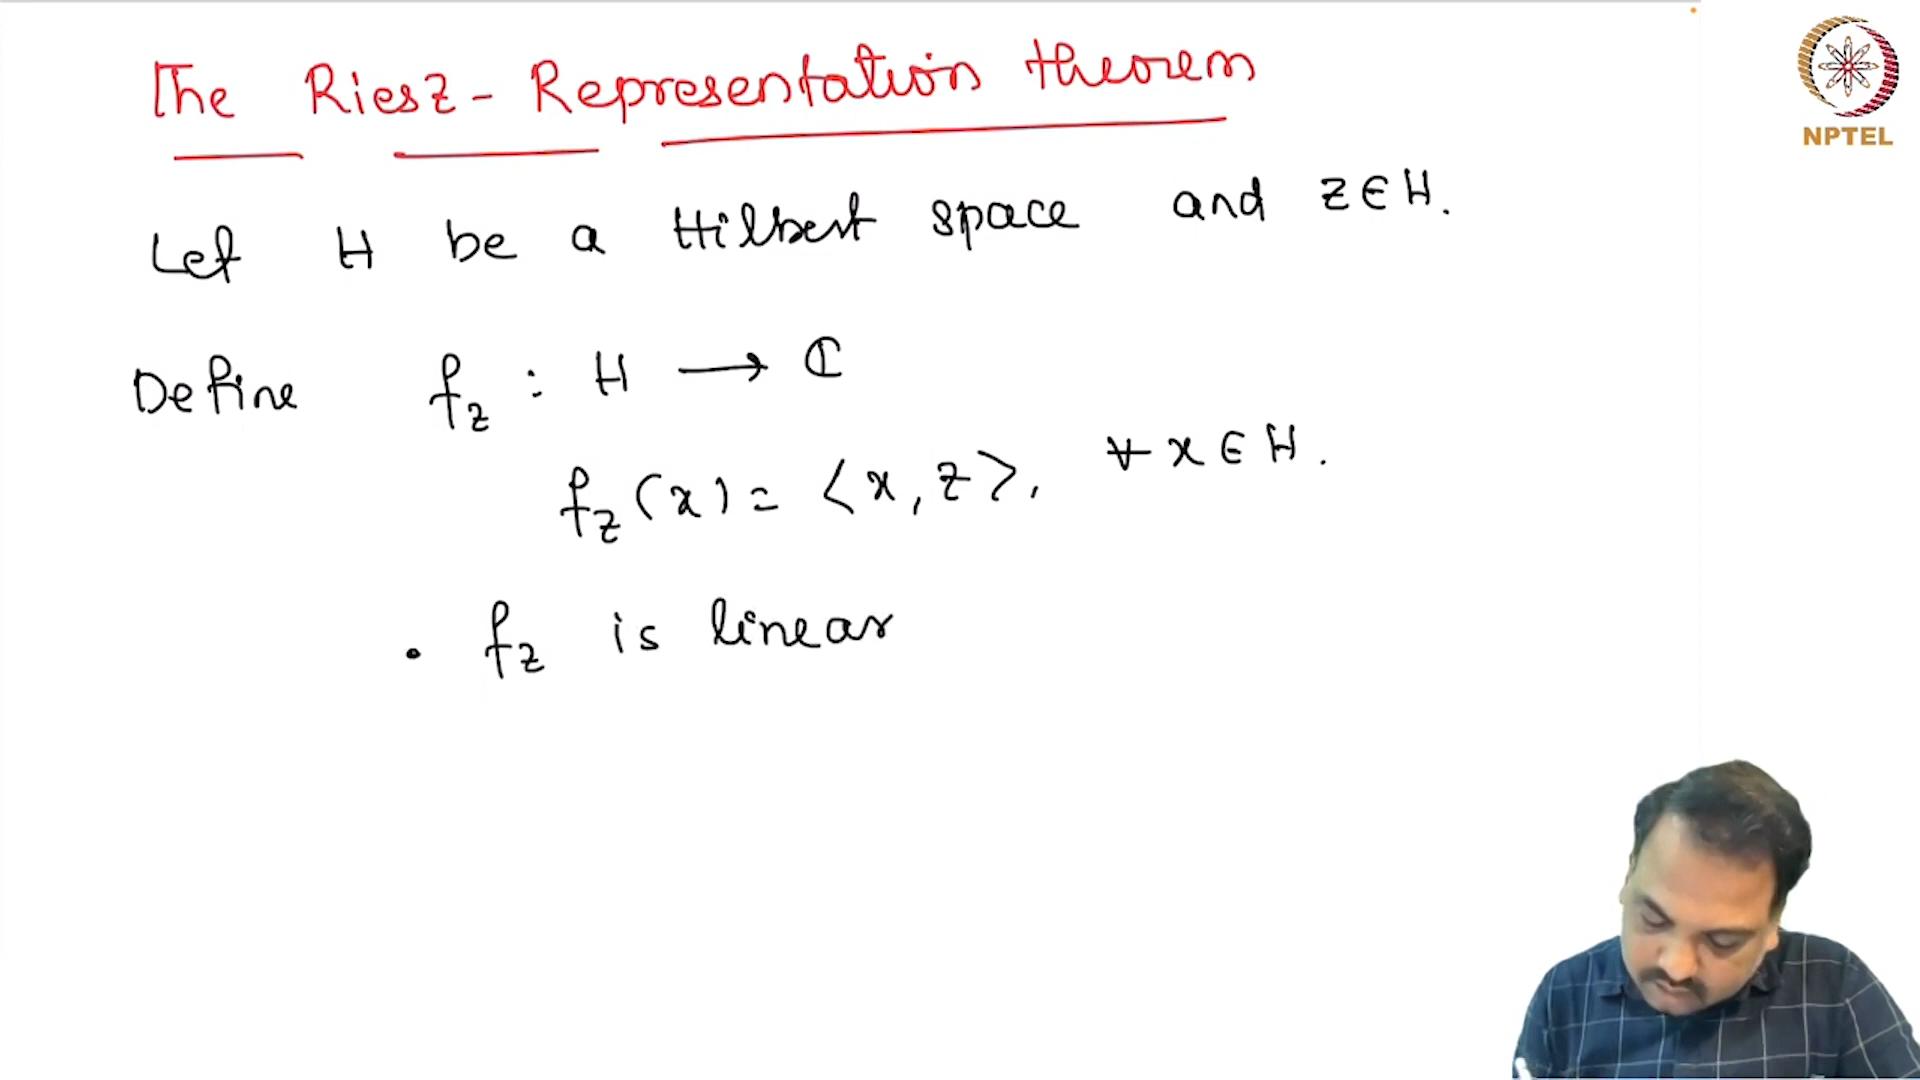 The Riesz - Representation theorem
NPTEL
Let H be a Hilbert space and z ∈ H.
Define f_z : H ⟶ ℂ
f_z(x) = ⟨x, z⟩, ∀ x ∈ H.
• f_z is linear